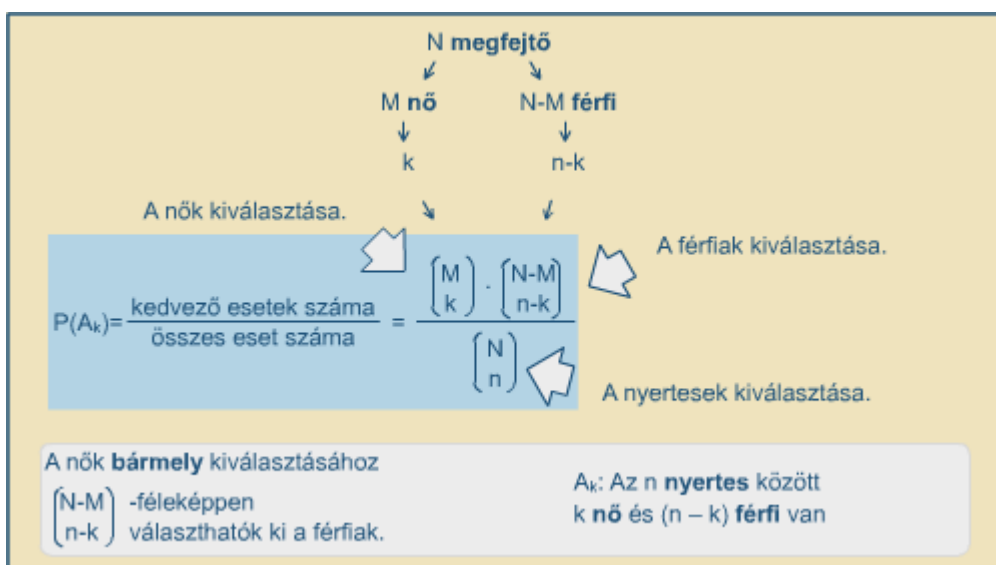 N megfejtő
M nő N-M férfi
k n-k
A nők kiválasztása.
A férfiak kiválasztása.
P(Aₖ)= kedvező esetek száma / összes eset száma = (M k) · (N-M n-k) / (N n)
A nyertesek kiválasztása.
A nők bármely kiválasztásához
(N-M n-k) -féleképpen
választhatók ki a férfiak.
Aₖ: Az n nyertes között
k nő és (n – k) férfi van